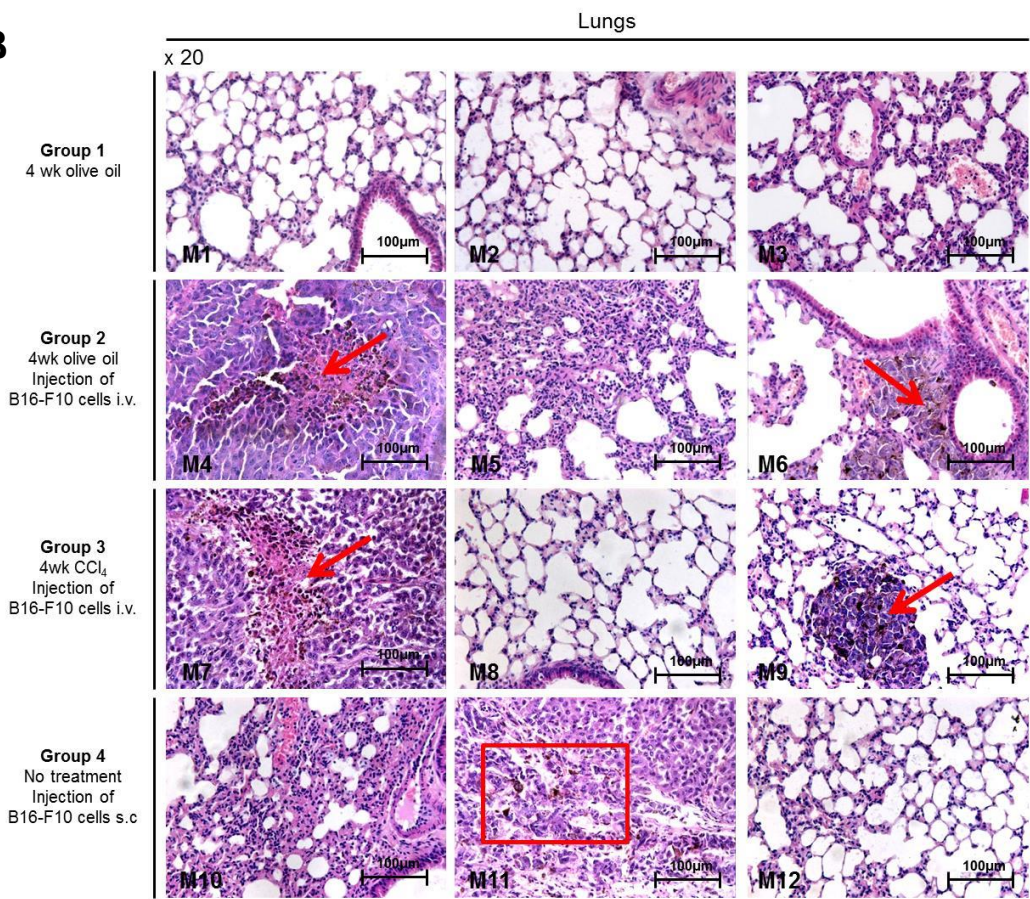 B
Lungs
x 20
Group 1
4 wk olive oil
M1
100µm
M2
100µm
M3
100µm
Group 2
4wk olive oil
Injection of
B16-F10 cells i.v.
M4
100µm
M5
100µm
M6
100µm
Group 3
4wk CCl₄
Injection of
B16-F10 cells i.v.
M7
100µm
M8
100µm
M9
100µm
Group 4
No treatment
Injection of
B16-F10 cells s.c
M10
100µm
M11
100µm
M12
100µm